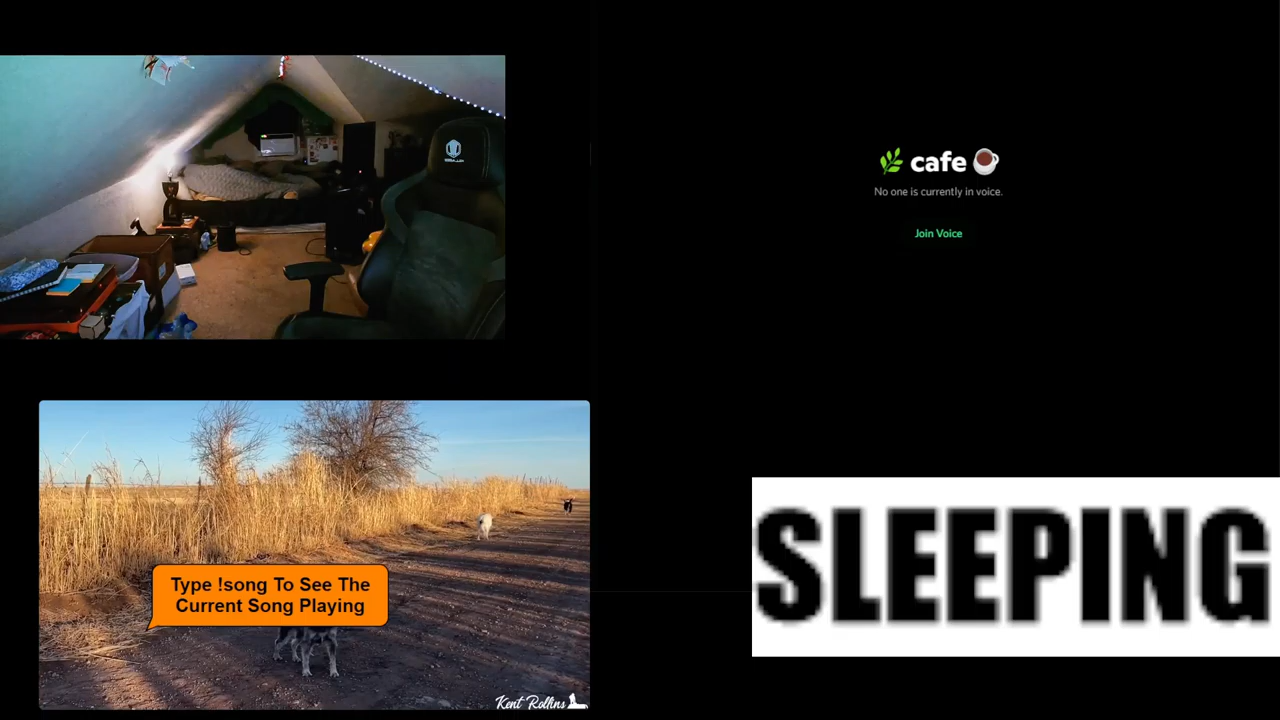 🌿 cafe ☕
No one is currently in voice.
Join Voice
Type !song To See The
Current Song Playing
SLEEPING
Kent Rollins